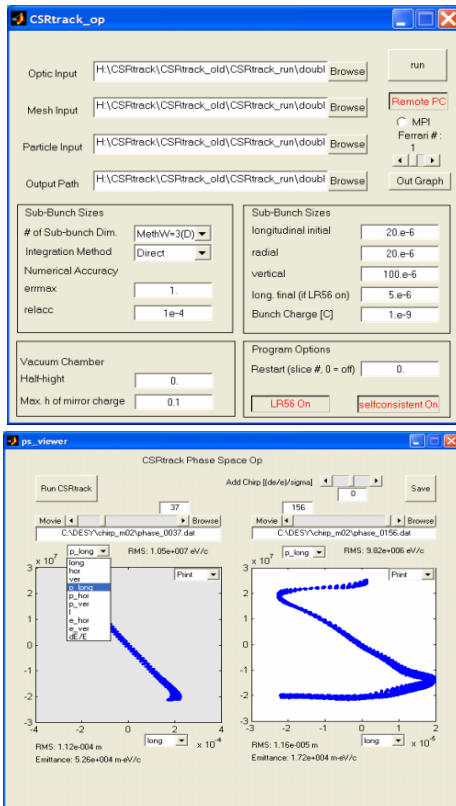 CSRtrack_op
Optic Input H:\CSRtrack\CSRtrack_old\CSRtrack_run\doubl Browse run
Mesh Input H:\CSRtrack\CSRtrack_old\CSRtrack_run\doubl Browse Remote PC
MPI
Particle Input H:\CSRtrack\CSRtrack_old\CSRtrack_run\doubl Browse Ferrari # :
1
Output Path H:\CSRtrack\CSRtrack_old\CSRtrack_run\doubl Browse Out Graph
Sub-Bunch Sizes
# of Sub-bunch Dim. MethW=3(D)
Integration Method Direct
Numerical Accuracy
errmax 1.
relacc 1e-4
Sub-Bunch Sizes
longitudinal initial 20.e-6
radial 20.e-6
vertical 100.e-6
long. final (if LR56 on) 5.e-6
Bunch Charge [C] 1.e-9
Vacuum Chamber
Half-hight 0.
Max. h of mirror charge 0.1
Program Options
Restart (slice #, 0 = off) 0.
LR56 On selfconsistent On
ps_viewer
CSRtrack Phase Space Op
Run CSRtrack Add Chirp [(de/e)/sigma] 0 Save
37
Movie Browse
C:\DESY\chirp_m02\phase_0037.dat
p_long RMS: 1.05e+007 eV/c
long
hor
ver
p_long
p_hor
p_ver
l
e_hor
e_ver
dE/E
Print
x 10^7
3
2
1
0
-1
-2
-3
-4 -2 0 2 4
x 10^-4
long
RMS: 1.12e-004 m
Emittance: 5.26e+004 m-eV/c
156
Movie Browse
C:\DESY\chirp_m02\phase_0156.dat
p_long RMS: 9.82e+006 eV/c
Print
x 10^7
3
2
1
0
-1
-2
-3
-3 -2 -1 0 1 2
long
RMS: 1.16e-005 m
Emittance: 1.72e+004 m-eV/c